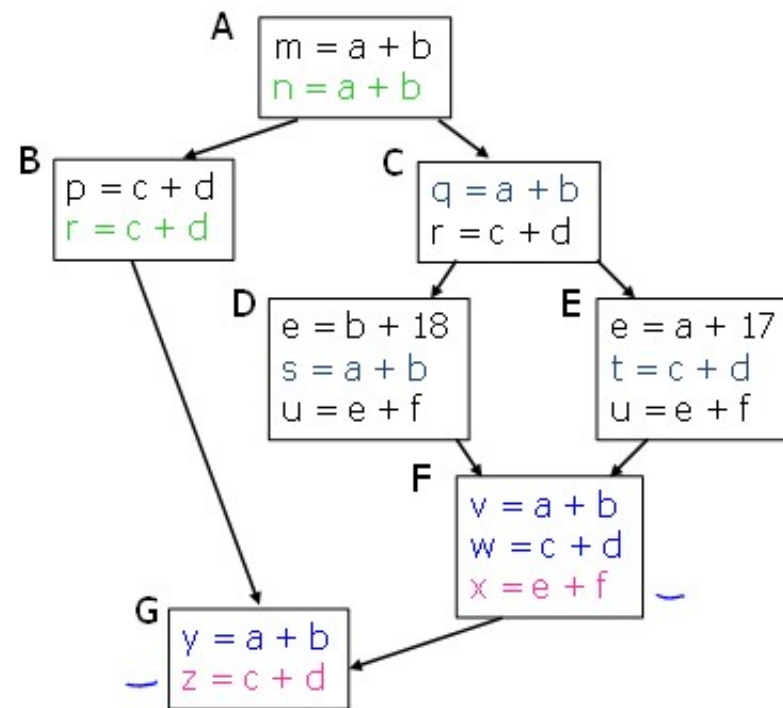 A
m = a + b
n = a + b
B
p = c + d
r = c + d
C
q = a + b
r = c + d
D
e = b + 18
s = a + b
u = e + f
E
e = a + 17
t = c + d
u = e + f
F
v = a + b
w = c + d
x = e + f
G
y = a + b
z = c + d